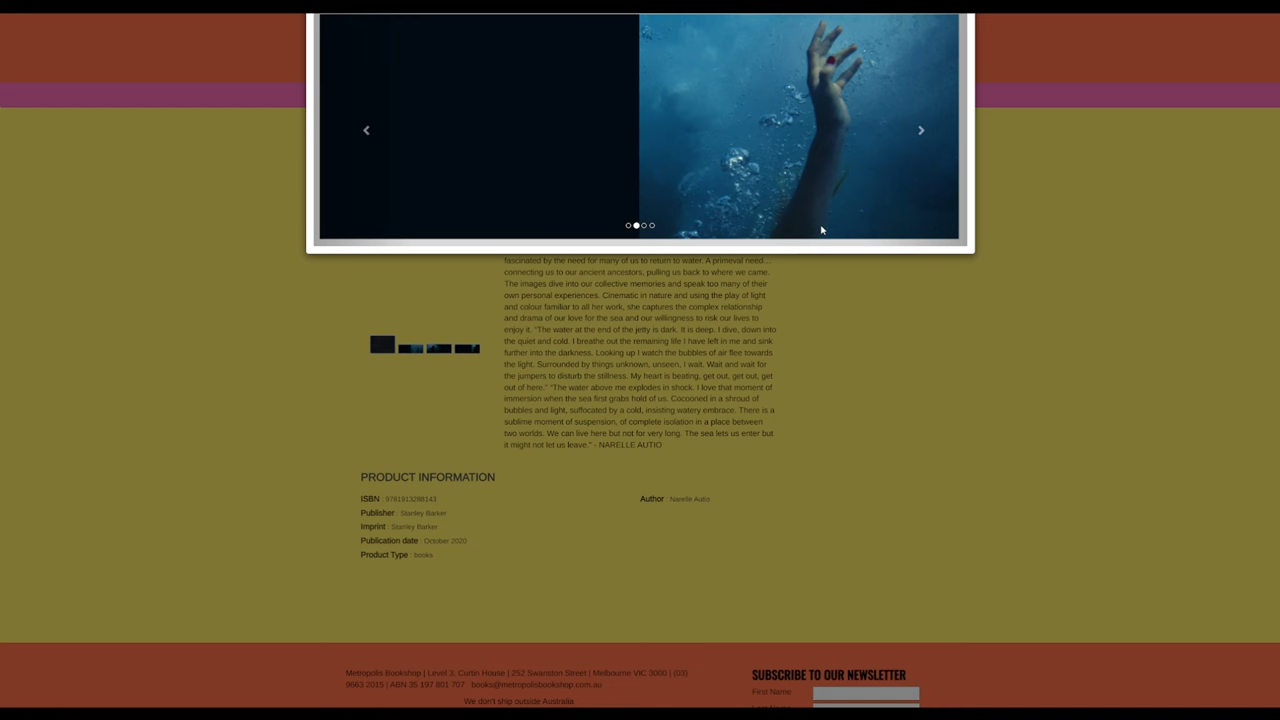 fascinated by the need for many of us to return to water. A primeval need...
connecting us to our ancient ancestors, pulling us back to where we came.
The images dive into our collective memories and speak too many of their
own personal experiences. Cinematic in nature and using the play of light
and colour familiar to all her work, she captures the complex relationship
and drama of our love for the sea and our willingness to risk our lives to
enjoy it. "The water at the end of the jetty is dark. It is deep. I dive, down into
the quiet and cold. I breathe out the remaining life I have left in me and sink
further into the darkness. Looking up I watch the bubbles of air flee towards
the light. Surrounded by things unknown, unseen, I wait. Wait and wait for
the jumpers to disturb the stillness. My heart is beating, get out, get out, get
out of here." "The water above me explodes in shock. I love that moment of
immersion when the sea first grabs hold of us. Cocooned in a shroud of
bubbles and light, suffocated by a cold, insisting watery embrace. There is a
sublime moment of suspension, of complete isolation in a place between
two worlds. We can live here but not for very long. The sea lets us enter but
it might not let us leave." - NARELLE AUTIO
PRODUCT INFORMATION
ISBN : 9781913288143
Author : Narelle Autio
Publisher : Stanley Barker
Imprint : Stanley Barker
Publication date : October 2020
Product Type : books
Metropolis Bookshop | Level 3, Curtin House | 252 Swanston Street | Melbourne VIC 3000 | (03)
9663 2015 | ABN 35 197 801 707 · books@metropolisbookshop.com.au
We don't ship outside Australia
SUBSCRIBE TO OUR NEWSLETTER
First Name